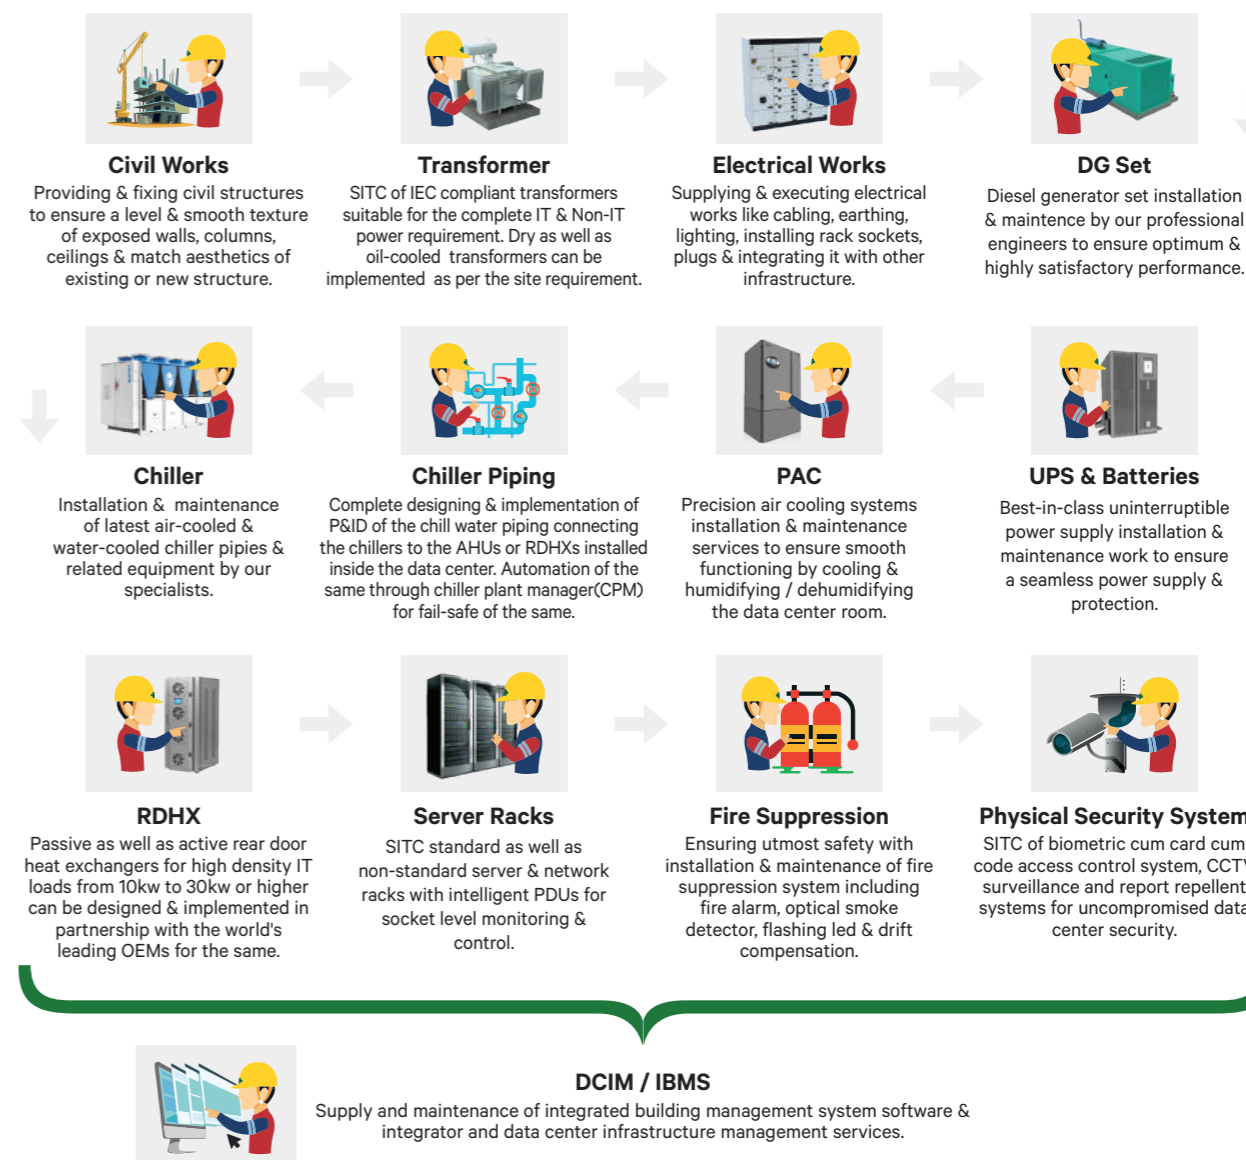 Civil Works
Providing & fixing civil structures
to ensure a level & smooth texture
of exposed walls, columns,
ceilings & match aesthetics of
existing or new structure.
Transformer
SITC of IEC compliant transformers
suitable for the complete IT & Non-IT
power requirement. Dry as well as
oil-cooled transformers can be
implemented as per the site requirement.
Electrical Works
Supplying & executing electrical
works like cabling, earthing,
lighting, installing rack sockets,
plugs & integrating it with other
infrastructure.
DG Set
Diesel generator set installation
& maintence by our professional
engineers to ensure optimum &
highly satisfactory performance.
Chiller
Installation & maintenance
of latest air-cooled &
water-cooled chiller pipies &
related equipment by our
specialists.
Chiller Piping
Complete designing & implementation of
P&ID of the chill water piping connecting
the chillers to the AHUs or RDHXs installed
inside the data center. Automation of the
same through chiller plant manager(CPM)
for fail-safe of the same.
PAC
Precision air cooling systems
installation & maintenance
services to ensure smooth
functioning by cooling &
humidifying / dehumidifying
the data center room.
UPS & Batteries
Best-in-class uninterruptible
power supply installation &
maintenance work to ensure
a seamless power supply &
protection.
RDHX
Passive as well as active rear door
heat exchangers for high density IT
loads from 10kw to 30kw or higher
can be designed & implemented in
partnership with the world's
leading OEMs for the same.
Server Racks
SITC standard as well as
non-standard server & network
racks with intelligent PDUs for
socket level monitoring &
control.
Fire Suppression
Ensuring utmost safety with
installation & maintenance of fire
suppression system including
fire alarm, optical smoke
detector, flashing led & drift
compensation.
Physical Security System
SITC of biometric cum card cum
code access control system, CCTV
surveillance and report repellent
systems for uncompromised data
center security.
DCIM / IBMS
Supply and maintenance of integrated building management system software &
integrator and data center infrastructure management services.